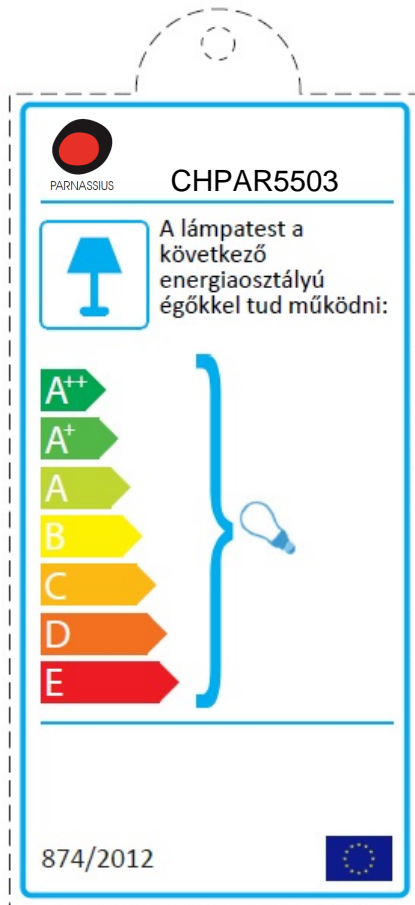 PARNASSIUS
CHPAR5503
A lámpatest a
következő
energiaosztályú
égőkkel tud működni:
A++
A+
A
B
C
D
E
874/2012